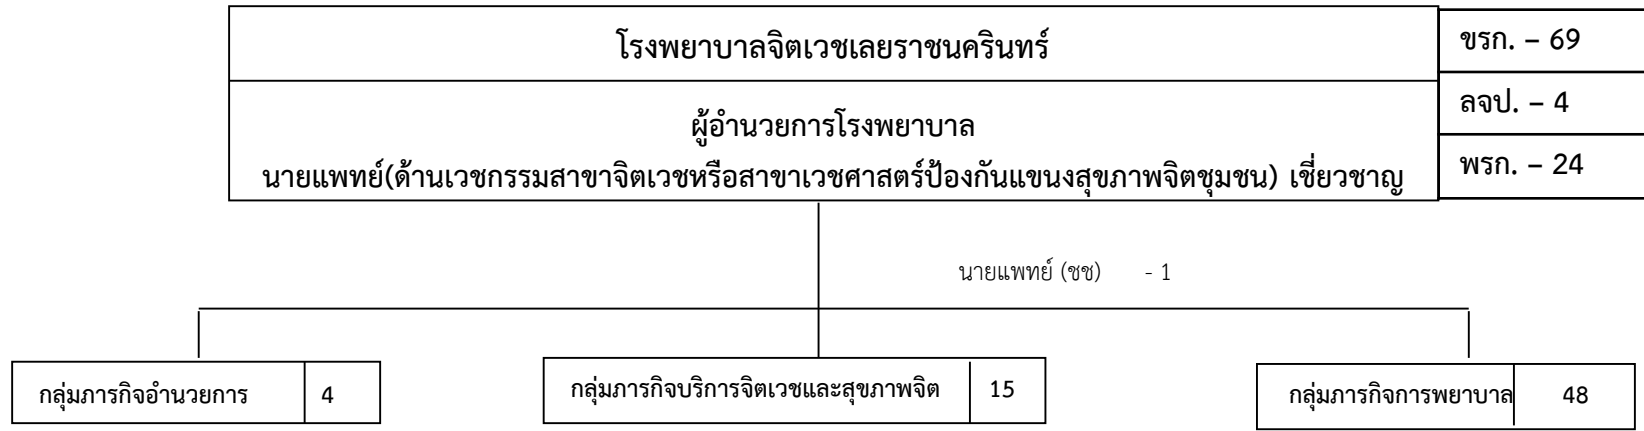 โรงพยาบาลจิตเวชเลยราชนครินทร์
ขรก. – 69
ผู้อำนวยการโรงพยาบาล
ลจป. – 4
นายแพทย์(ด้านเวชกรรมสาขาจิตเวชหรือสาขาเวชศาสตร์ป้องกันแขนงสุขภาพจิตชุมชน) เชี่ยวชาญ
พรก. – 24
นายแพทย์ (ชช) - 1
กลุ่มภารกิจอำนวยการ 4
กลุ่มภารกิจบริการจิตเวชและสุขภาพจิต 15
กลุ่มภารกิจการพยาบาล 48